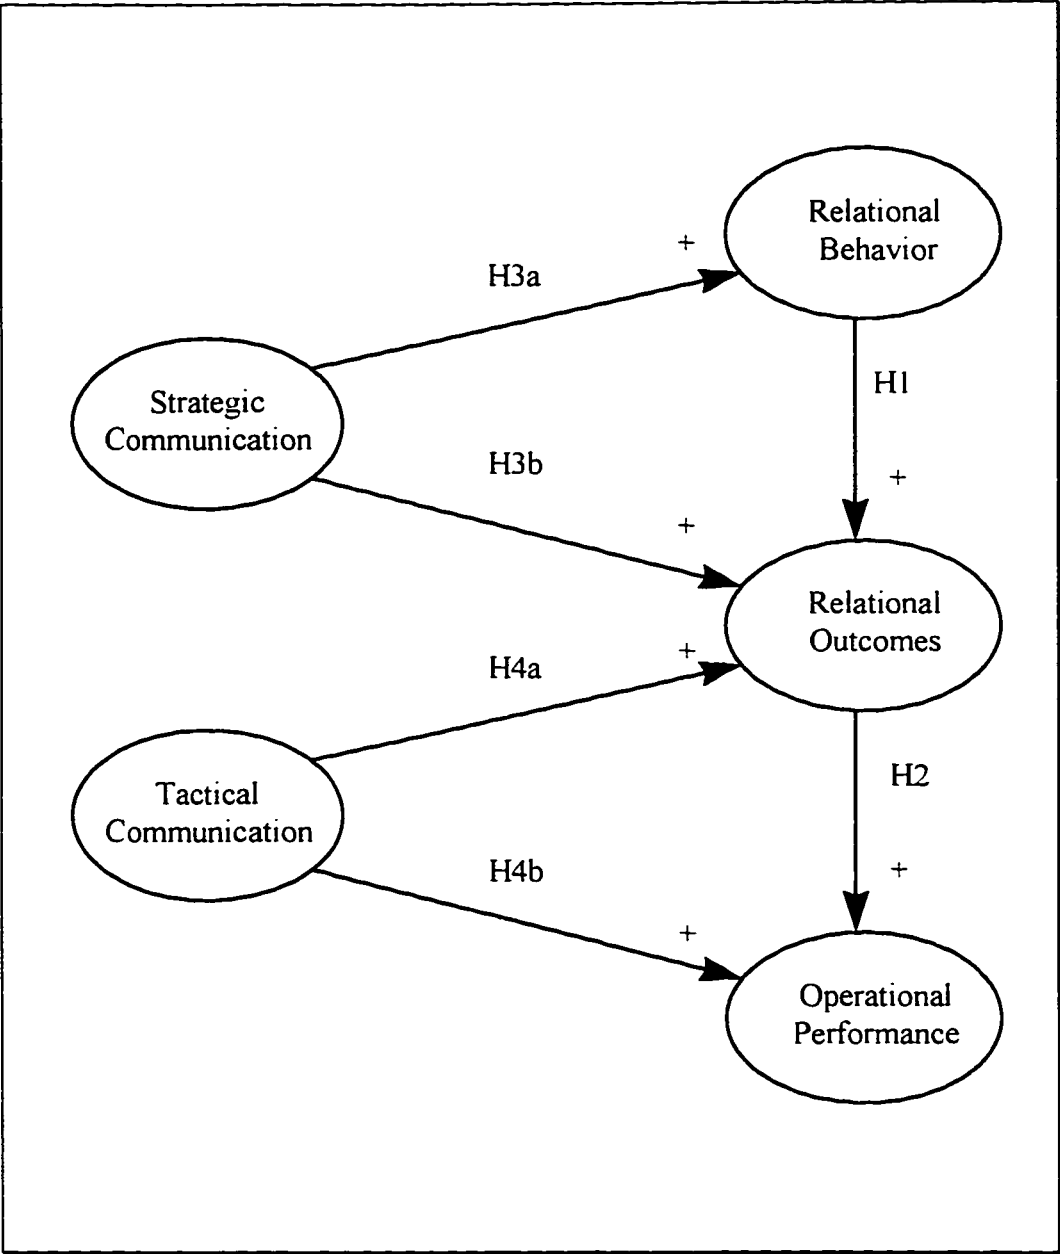 Relational
Behavior
+
H3a
H1
Strategic
Communication
H3b
+
+
Relational
Outcomes
+
H4a
H2
Tactical
Communication
H4b
+
+
Operational
Performance